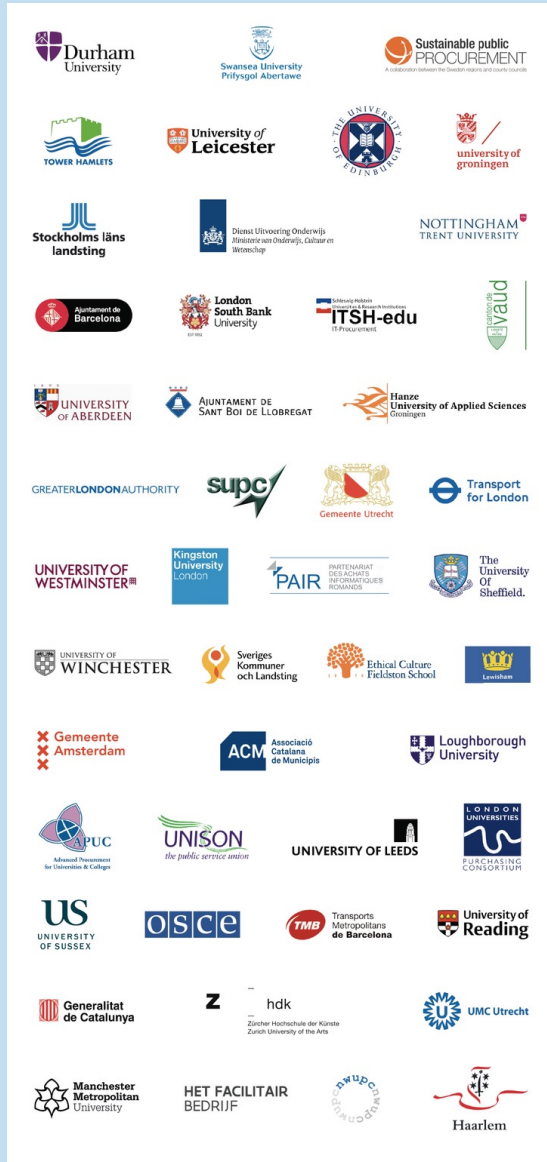 Durham
University
Swansea University
Prifysgol Abertawe
Sustainable public
PROCUREMENT
A collaboration between the Swedish regions and county councils
TOWER HAMLETS
University of
Leicester
THE UNIVERSITY
OF EDINBURGH
university of
groningen
Stockholms läns
landsting
Dienst Uitvoering Onderwijs
Ministerie van Onderwijs, Cultuur en
Wetenschap
NOTTINGHAM
TRENT UNIVERSITY
Ajuntament de
Barcelona
London
South Bank
University
EST 1892
Schleswig-Holstein
Universities & Research Institutions
ITSH-edu
IT-Procurement
canton de
vaud
UNIVERSITY
OF ABERDEEN
AJUNTAMENT DE
SANT BOI DE LLOBREGAT
Hanze
University of Applied Sciences
Groningen
GREATERLONDONAUTHORITY
supc
Gemeente Utrecht
Transport
for London
UNIVERSITY OF
WESTMINSTER
Kingston
University
London
PAIR
PARTENARIAT
DES ACHATS
INFORMATIQUES
ROMANDS
The
University
Of
Sheffield.
UNIVERSITY OF
WINCHESTER
Sveriges
Kommuner
och Landsting
Ethical Culture
Fieldston School
Lewisham
Gemeente
Amsterdam
ACM
Associació
Catalana
de Municipis
Loughborough
University
APUC
Advanced Procurement
for Universities & Colleges
UNISON
the public service union
UNIVERSITY OF LEEDS
LONDON
UNIVERSITIES
PURCHASING
CONSORTIUM
US
UNIVERSITY
OF SUSSEX
osce
TMB
Transports
Metropolitans
de Barcelona
University of
Reading
Generalitat
de Catalunya
Z
hdk
Zürcher Hochschule der Künste
Zurich University of the Arts
UMC Utrecht
Manchester
Metropolitan
University
HET FACILITAIR
BEDRIJF
nwupcnwupcnwupc
Haarlem